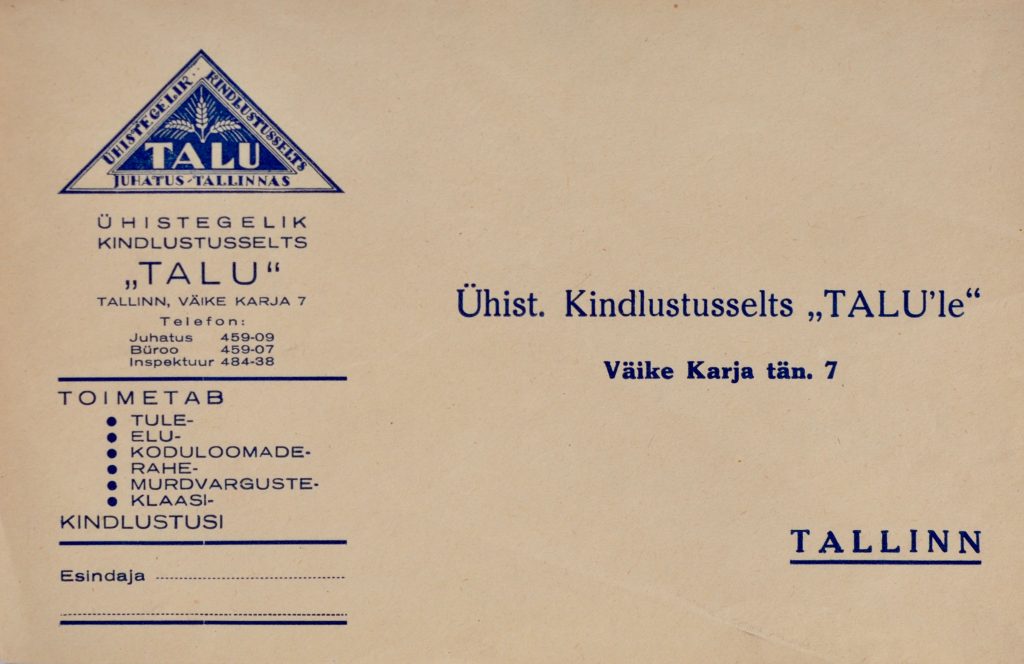 ÜHISTEGELIK KINDLUSTUSSELTS
TALU
JUHATUS-TALLINNAS
ÜHISTEGELIK
KINDLUSTUSSELTS
„TALU“
TALLINN, VÄIKE KARJA 7
Telefon:
Juhatus 459-09
Büroo 459-07
Inspektuur 484-38
TOIMETAB
● TULE-
● ELU-
● KODULOOMADE-
● RAHE-
● MURDVARGUSTE-
● KLAASI-
KINDLUSTUSI
Esindaja
Ühist. Kindlustusselts „TALU’le“
Väike Karja tän. 7
TALLINN